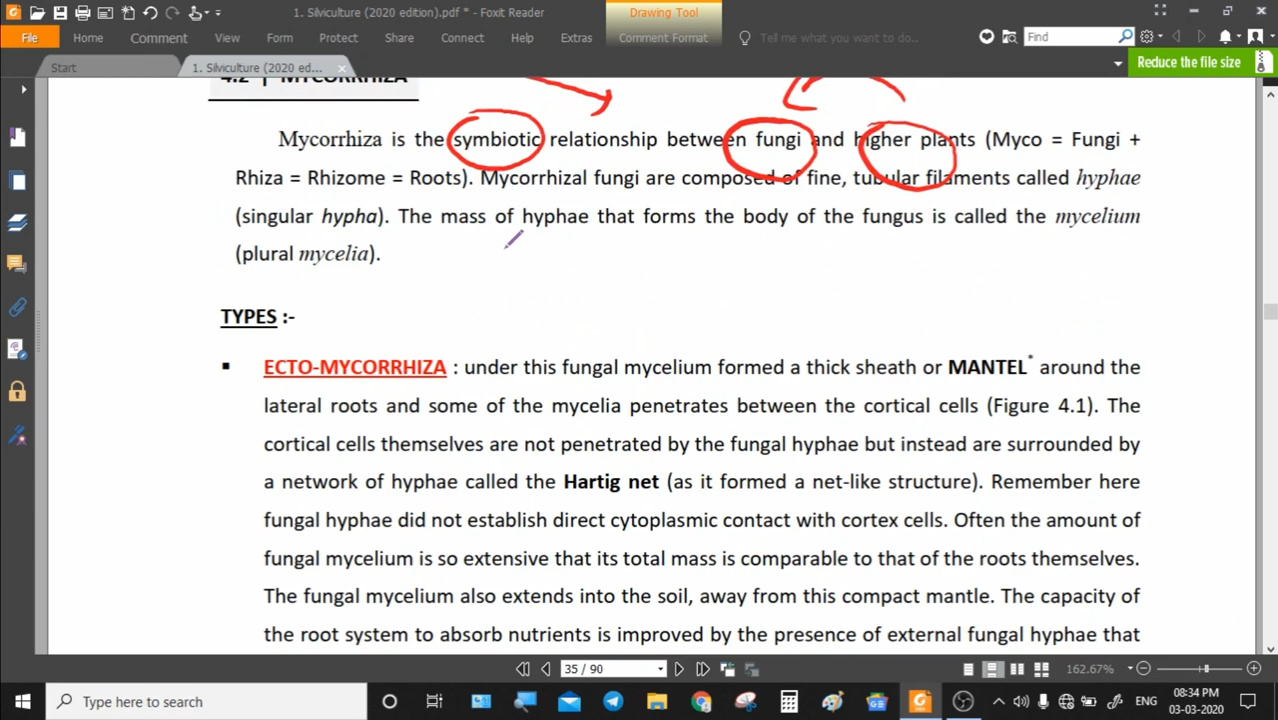 1. Silviculture (2020 edition).pdf * - Foxit Reader
Drawing Tool
File Home Comment View Form Protect Share Connect Help Extras Comment Format Tell me what you want to do... Find
Start 1. Silviculture (2020 ed... Reduce the file size
4.2 | MYCORRHIZA
Mycorrhiza is the symbiotic relationship between fungi and higher plants (Myco = Fungi +
Rhiza = Rhizome = Roots). Mycorrhizal fungi are composed of fine, tubular filaments called hyphae
(singular hypha). The mass of hyphae that forms the body of the fungus is called the mycelium
(plural mycelia).
TYPES :-
▪ ECTO-MYCORRHIZA : under this fungal mycelium formed a thick sheath or MANTEL* around the
lateral roots and some of the mycelia penetrates between the cortical cells (Figure 4.1). The
cortical cells themselves are not penetrated by the fungal hyphae but instead are surrounded by
a network of hyphae called the Hartig net (as it formed a net-like structure). Remember here
fungal hyphae did not establish direct cytoplasmic contact with cortex cells. Often the amount of
fungal mycelium is so extensive that its total mass is comparable to that of the roots themselves.
The fungal mycelium also extends into the soil, away from this compact mantle. The capacity of
the root system to absorb nutrients is improved by the presence of external fungal hyphae that
35 / 90 162.67%
Type here to search ENG 08:34 PM
03-03-2020